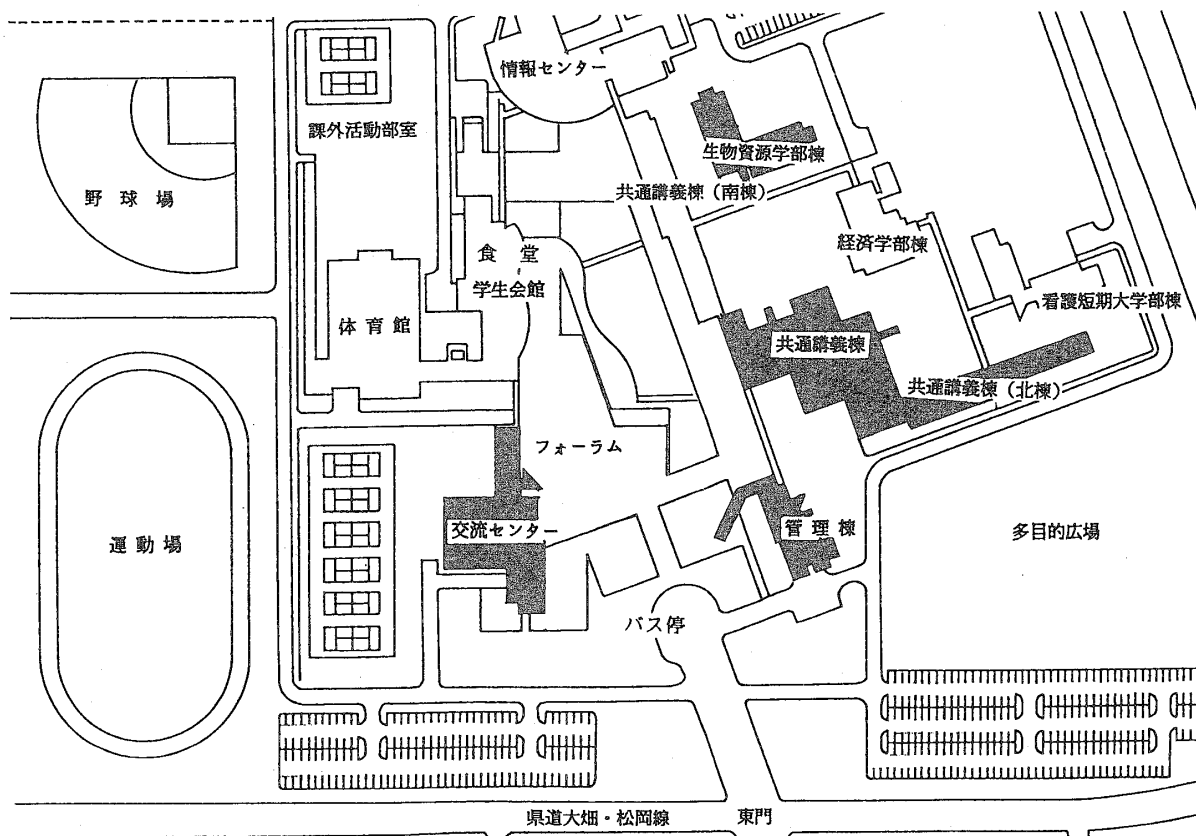 情報センター
課外活動部室
生物資源学部棟
野球場
共通講義棟（南棟）
食堂
学生会館
経済学部棟
看護短期大学部棟
体育館
共通講義棟
共通講義棟（北棟）
フォーラム
交流センター
管理棟
運動場
多目的広場
バス停
県道大畑・松岡線
東門